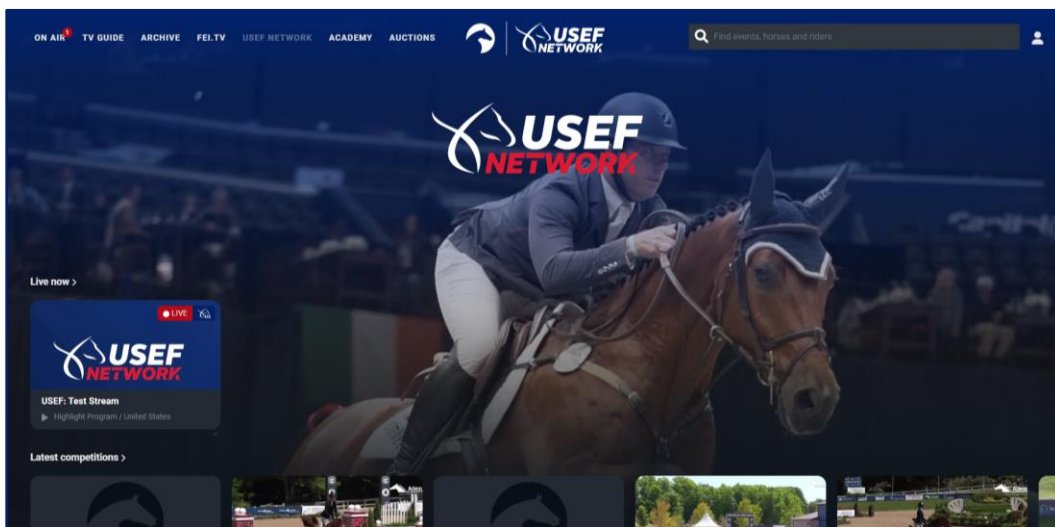 ON AIR 1 TV GUIDE ARCHIVE FEI.TV USEF NETWORK ACADEMY AUCTIONS
USEF
NETWORK
Find events, horses and riders
USEF
NETWORK
Live now >
LIVE
USEF
NETWORK
USEF: Test Stream
Highlight Program / United States
Latest competitions >